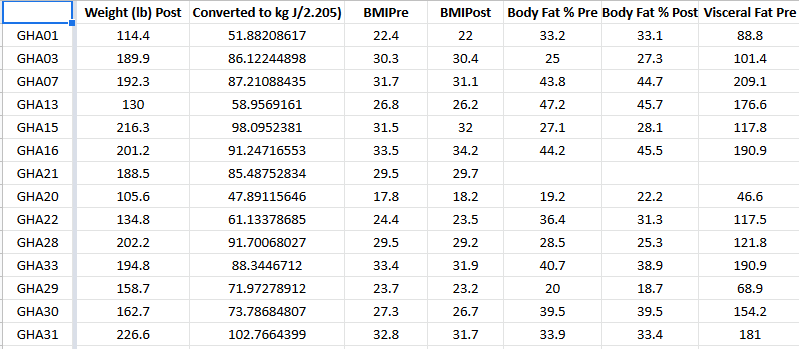 Weight (lb) Post Converted to kg J/2.205) BMIPre BMIPost Body Fat % Pre Body Fat % Post Visceral Fat Pre
GHA01 114.4 51.88208617 22.4 22 33.2 33.1 88.8
GHA03 189.9 86.12244898 30.3 30.4 25 27.3 101.4
GHA07 192.3 87.21088435 31.7 31.1 43.8 44.7 209.1
GHA13 130 58.9569161 26.8 26.2 47.2 45.7 176.6
GHA15 216.3 98.0952381 31.5 32 27.1 28.1 117.8
GHA16 201.2 91.24716553 33.5 34.2 44.2 45.5 190.9
GHA21 188.5 85.48752834 29.5 29.7
GHA20 105.6 47.89115646 17.8 18.2 19.2 22.2 46.6
GHA22 134.8 61.13378685 24.4 23.5 36.4 31.3 117.5
GHA28 202.2 91.70068027 29.5 29.2 28.5 25.3 121.8
GHA33 194.8 88.3446712 33.4 31.9 40.7 38.9 190.9
GHA29 158.7 71.97278912 23.7 23.2 20 18.7 68.9
GHA30 162.7 73.78684807 27.3 26.7 39.5 39.5 154.2
GHA31 226.6 102.7664399 32.8 31.7 33.9 33.4 181